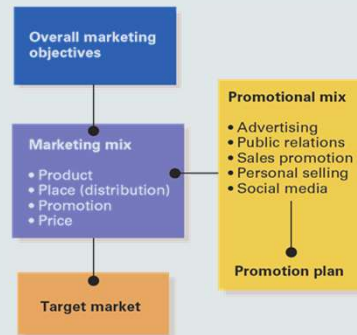 Overall marketing
objectives
Marketing mix
• Product
• Place (distribution)
• Promotion
• Price
Target market
Promotional mix
• Advertising
• Public relations
• Sales promotion
• Personal selling
• Social media
Promotion plan